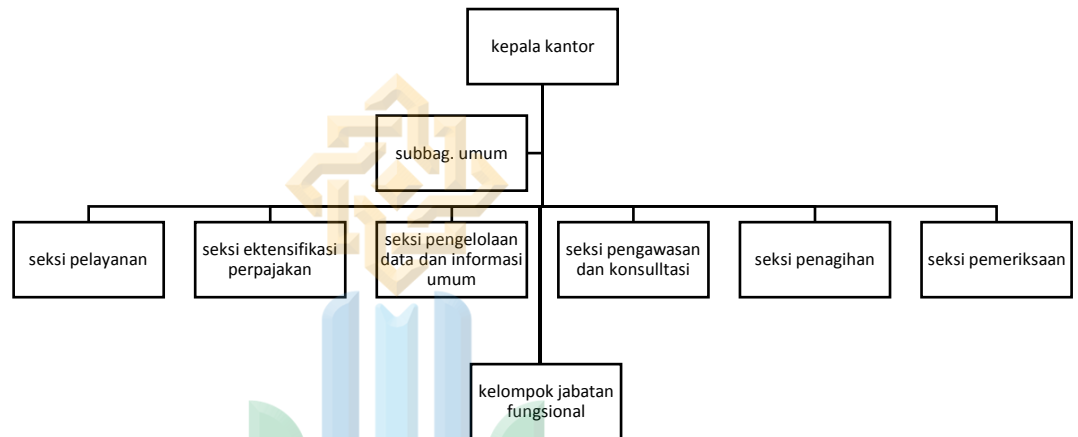 kepala kantor
subbag. umum
seksi pelayanan
seksi ektensifikasi
perpajakan
seksi pengelolaan
data dan informasi
umum
seksi pengawasan
dan konsulltasi
seksi penagihan
seksi pemeriksaan
kelompok jabatan
fungsional